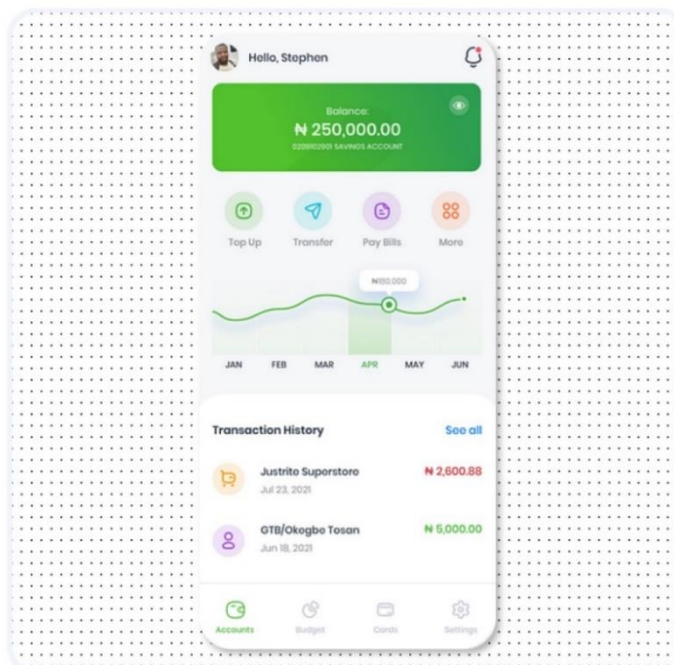 Hello, Stephen
Balance:
₦ 250,000.00
0209102901 SAVINGS ACCOUNT
Top Up
Transfer
Pay Bills
More
₦180,000
JAN FEB MAR APR MAY JUN
Transaction History See all
Justrite Superstore ₦ 2,600.88
Jul 23, 2021
GTB/Okogbe Tosan ₦ 5,000.00
Jun 18, 2021
Accounts Budget Cards Settings